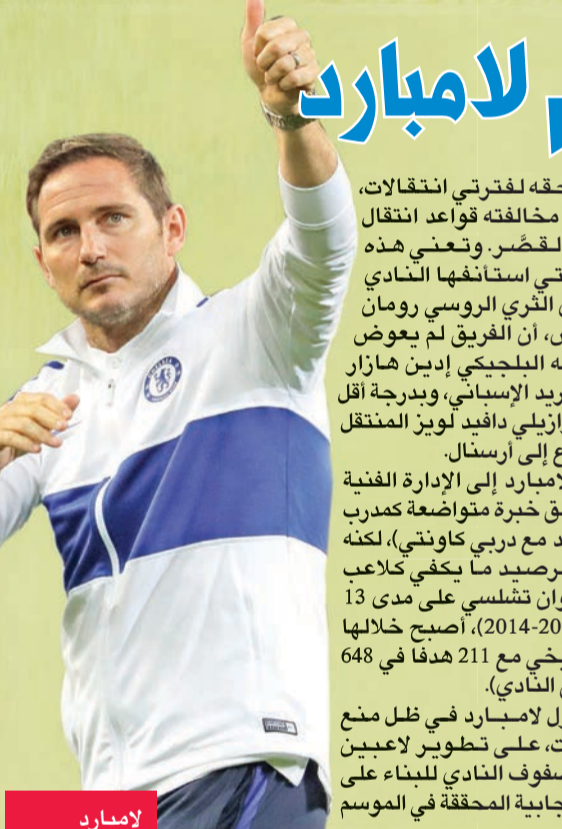 لامبارد
حقه لفترتي انتقالات،
مخالفته قواعد انتقال
القصَّر. وتعني هذه
تي استأنفها النادي
الثري الروسي رومان
أن الفريق لم يعوض
البلجيكي إدين هازار
ريد الإسباني، وبدرجة أقل
رازيلي دافيد لويز المنتقل
إلى أرسنال.
لامبارد إلى الإدارة الفنية
خبرة متواضعة كمدرب
مع دربي كاونتي)، لكنه
رصيد ما يكفي كلاعب
وان تشلسي على مدى 13
20-2014)، أصبح خلالها
يخي مع 211 هدفا في 648
النادي).
ول لامبارد في ظل منع
ت، على تطوير لاعبين
صفوف النادي للبناء على
جابية المحققة في الموسم
لامبارد